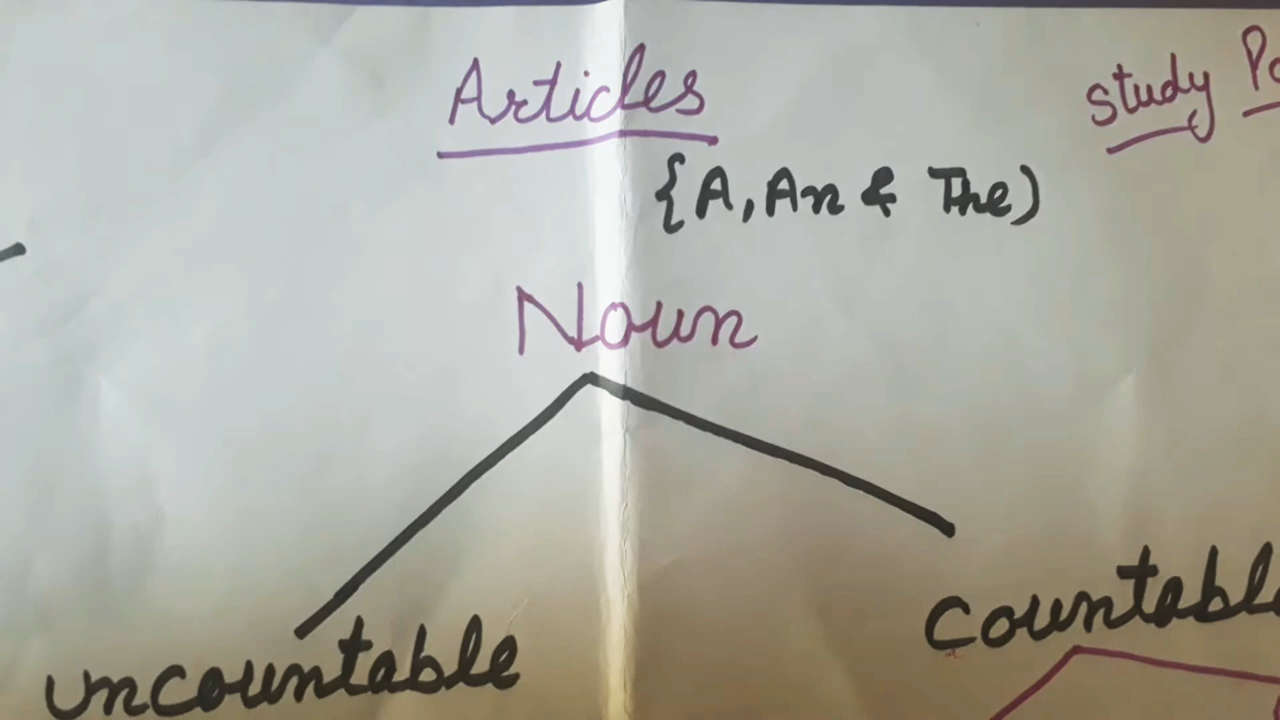 Articles
study
{A, An & The)
Noun
uncountable
Countable